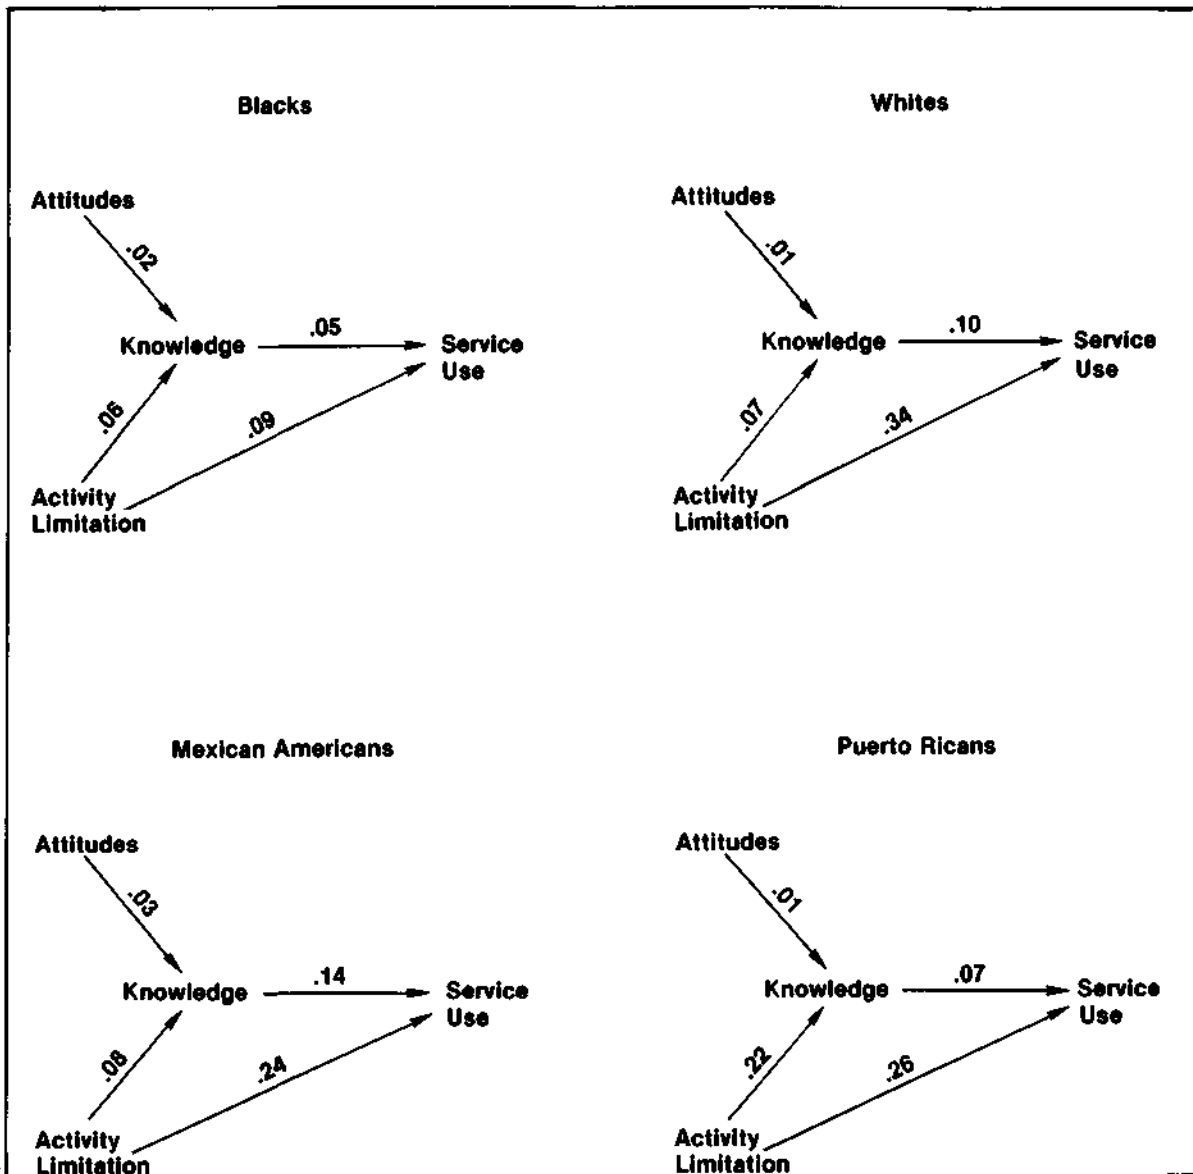 Blacks
Attitudes
.02
Knowledge
.05
Service
Use
.06
.09
Activity
Limitation
Whites
Attitudes
.01
Knowledge
.10
Service
Use
.07
.34
Activity
Limitation
Mexican Americans
Attitudes
.03
Knowledge
.14
Service
Use
.08
.24
Activity
Limitation
Puerto Ricans
Attitudes
.01
Knowledge
.07
Service
Use
.22
.26
Activity
Limitation